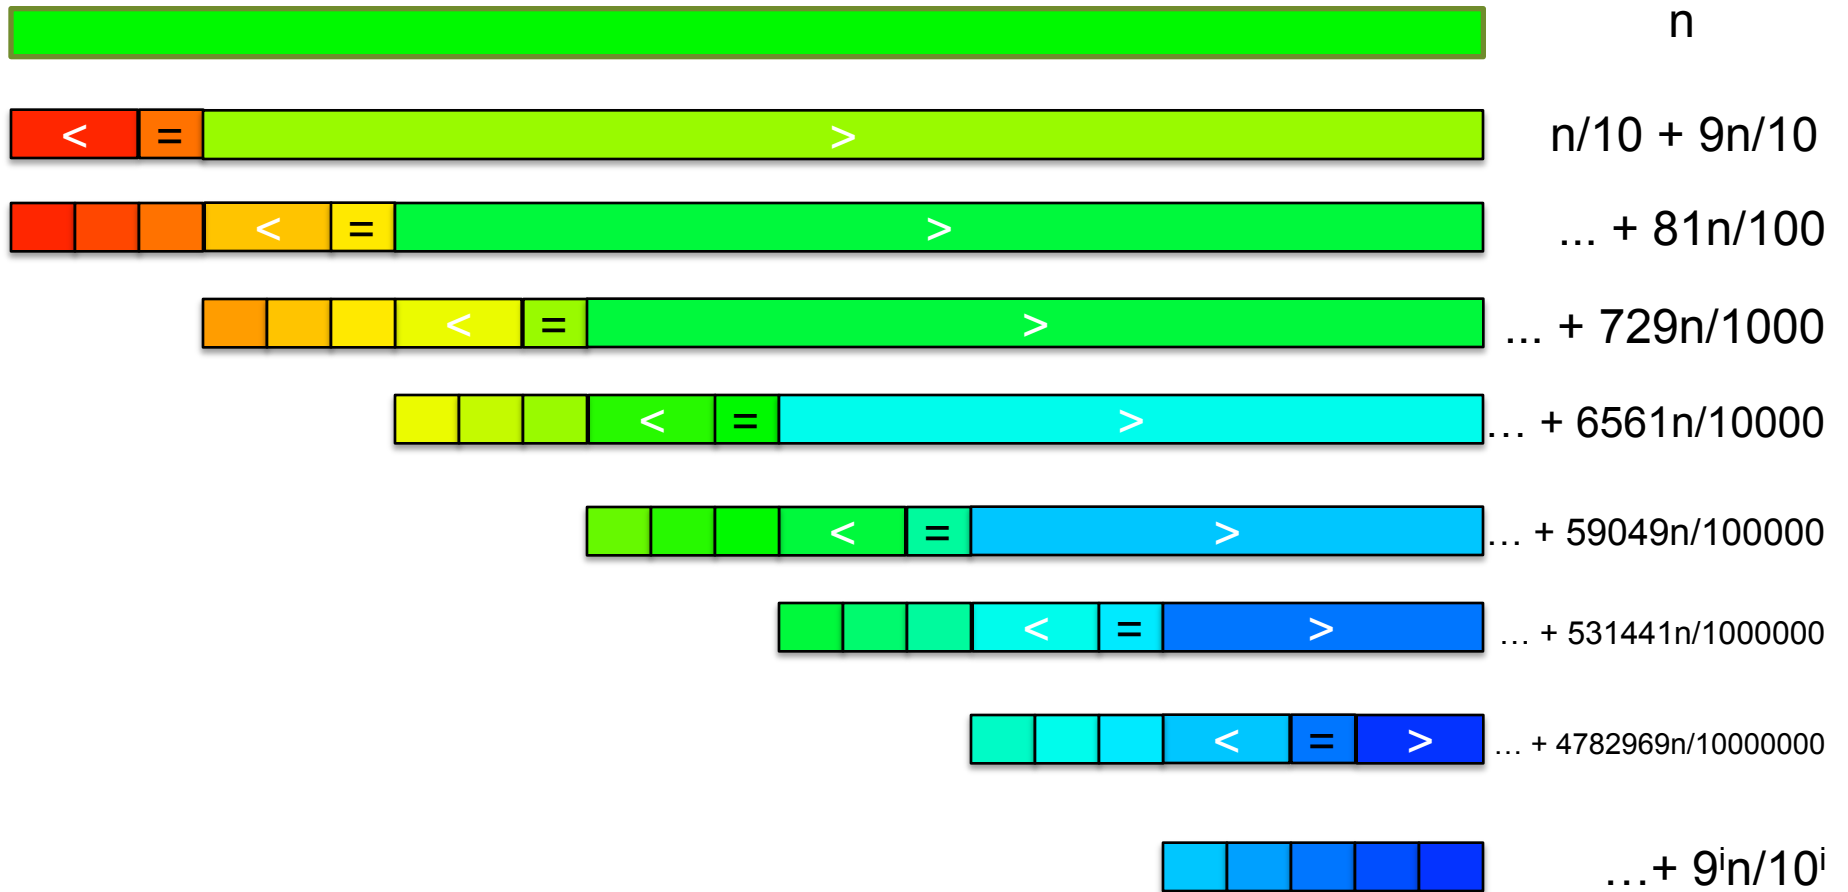 n
< = > n/10 + 9n/10
< = > ... + 81n/100
< = > ... + 729n/1000
< = > … + 6561n/10000
< = > … + 59049n/100000
< = > … + 531441n/1000000
< = > … + 4782969n/10000000
…+ 9ⁱn/10ⁱ